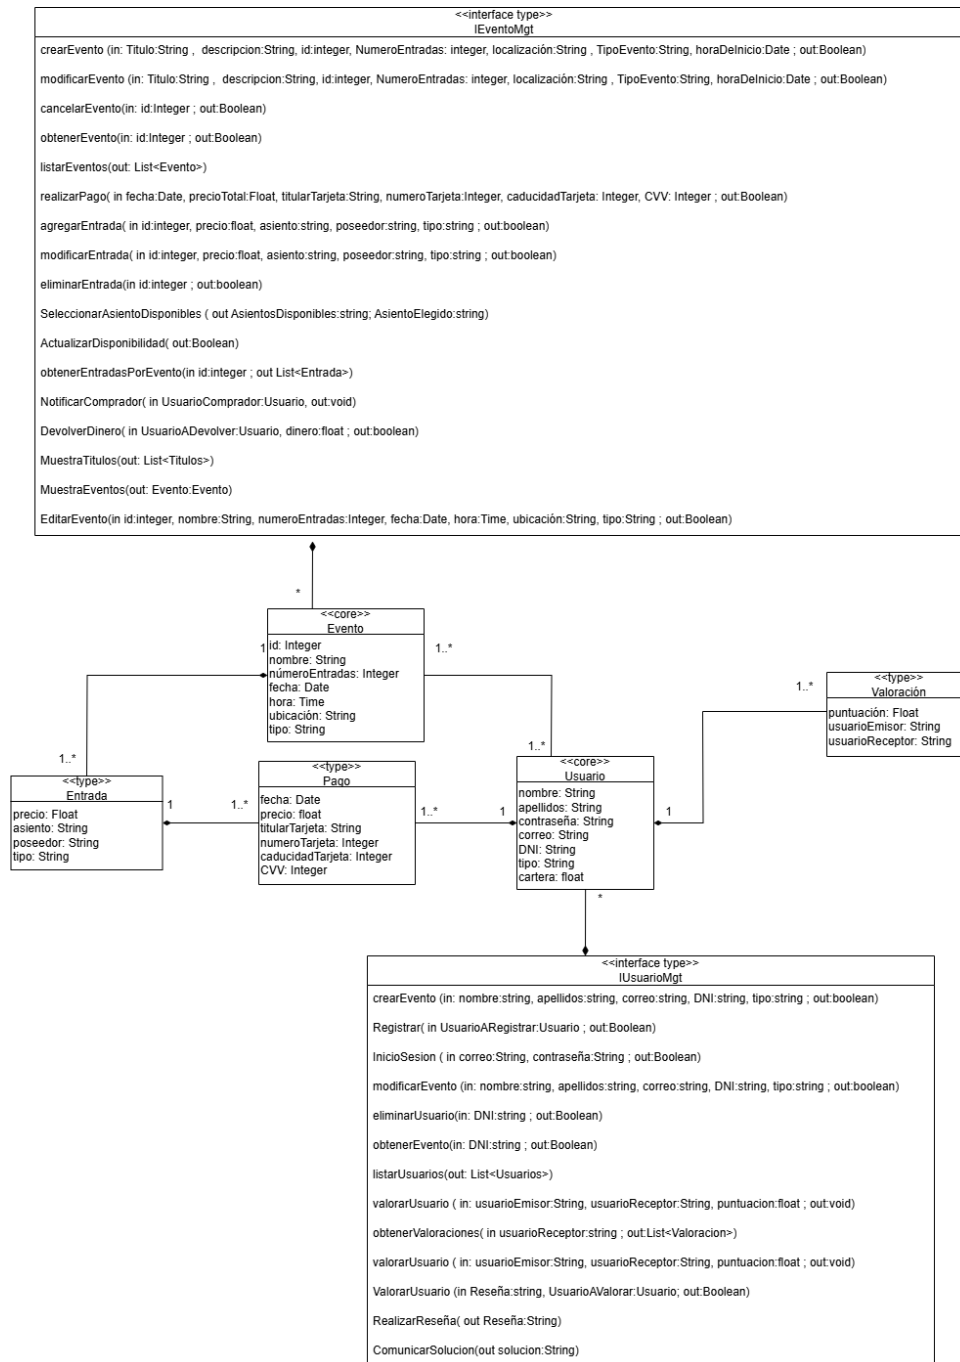 <<interface type>>
IEventoMgt
crearEvento (in: Titulo:String ,  descripcion:String, id:integer, NumeroEntradas: integer, localización:String , TipoEvento:String, horaDeInicio:Date ; out:Boolean)
modificarEvento (in: Titulo:String ,  descripcion:String, id:integer, NumeroEntradas: integer, localización:String , TipoEvento:String, horaDeInicio:Date ; out:Boolean)
cancelarEvento(in: id:Integer ; out:Boolean)
obtenerEvento(in: id:Integer ; out:Boolean)
listarEventos(out: List<Evento>)
realizarPago( in fecha:Date, precioTotal:Float, titularTarjeta:String, numeroTarjeta:Integer, caducidadTarjeta: Integer, CVV: Integer ; out:Boolean)
agregarEntrada( in id:integer, precio:float, asiento:string, poseedor:string, tipo:string ; out:boolean)
modificarEntrada( in id:integer, precio:float, asiento:string, poseedor:string, tipo:string ; out:boolean)
eliminarEntrada(in id:integer ; out:boolean)
SeleccionarAsientoDisponibles ( out AsientosDisponibles:string; AsientoElegido:string)
ActualizarDisponibilidad( out:Boolean)
obtenerEntradasPorEvento(in id:integer ; out List<Entrada>)
NotificarComprador( in UsuarioComprador:Usuario, out:void)
DevolverDinero( in UsuarioADevolver:Usuario, dinero:float ; out:boolean)
MuestraTitulos(out: List<Titulos>)
MuestraEventos(out: Evento:Evento)
EditarEvento(in id:integer, nombre:String, numeroEntradas:Integer, fecha:Date, hora:Time, ubicación:String, tipo:String ; out:Boolean)
*
<<core>>
Evento
id: Integer
nombre: String
númeroEntradas: Integer
fecha: Date
hora: Time
ubicación: String
tipo: String
1
1..*
1..*
1..*
1..*
<<type>>
Valoración
puntuación: Float
usuarioEmisor: String
usuarioReceptor: String
<<type>>
Entrada
precio: Float
asiento: String
poseedor: String
tipo: String
1
1..*
<<type>>
Pago
fecha: Date
precio: float
titularTarjeta: String
numeroTarjeta: Integer
caducidadTarjeta: Integer
CVV: Integer
1..*
1
<<core>>
Usuario
nombre: String
apellidos: String
contraseña: String
correo: String
DNI: String
tipo: String
cartera: float
1
*
<<interface type>>
IUsuarioMgt
crearEvento (in: nombre:string, apellidos:string, correo:string, DNI:string, tipo:string ; out:boolean)
Registrar( in UsuarioARegistrar:Usuario ; out:Boolean)
InicioSesion ( in correo:String, contraseña:String ; out:Boolean)
modificarEvento (in: nombre:string, apellidos:string, correo:string, DNI:string, tipo:string ; out:boolean)
eliminarUsuario(in: DNI:string ; out:Boolean)
obtenerEvento(in: DNI:string ; out:Boolean)
listarUsuarios(out: List<Usuarios>)
valorarUsuario ( in: usuarioEmisor:String, usuarioReceptor:String, puntuacion:float ; out:void)
obtenerValoraciones( in usuarioReceptor:string ; out:List<Valoracion>)
valorarUsuario ( in: usuarioEmisor:String, usuarioReceptor:String, puntuacion:float ; out:void)
ValorarUsuario (in Reseña:string, UsuarioAValorar:Usuario; out:Boolean)
RealizarReseña( out Reseña:String)
ComunicarSolucion(out solucion:String)